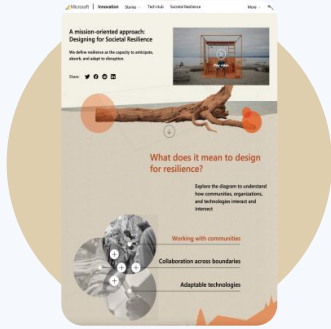 Microsoft | Innovation Stories Tech club Societal Resilience More
A mission-oriented approach:
Designing for Societal Resilience
We define resilience as the capacity to anticipate,
absorb, and adapt to disruption.
Share
Play video
What does it mean to design
for resilience?
Explore the diagram to understand
how communities, organizations,
and technologies interact and
intersect
Working with communities
Collaboration across boundaries
Adaptable technologies